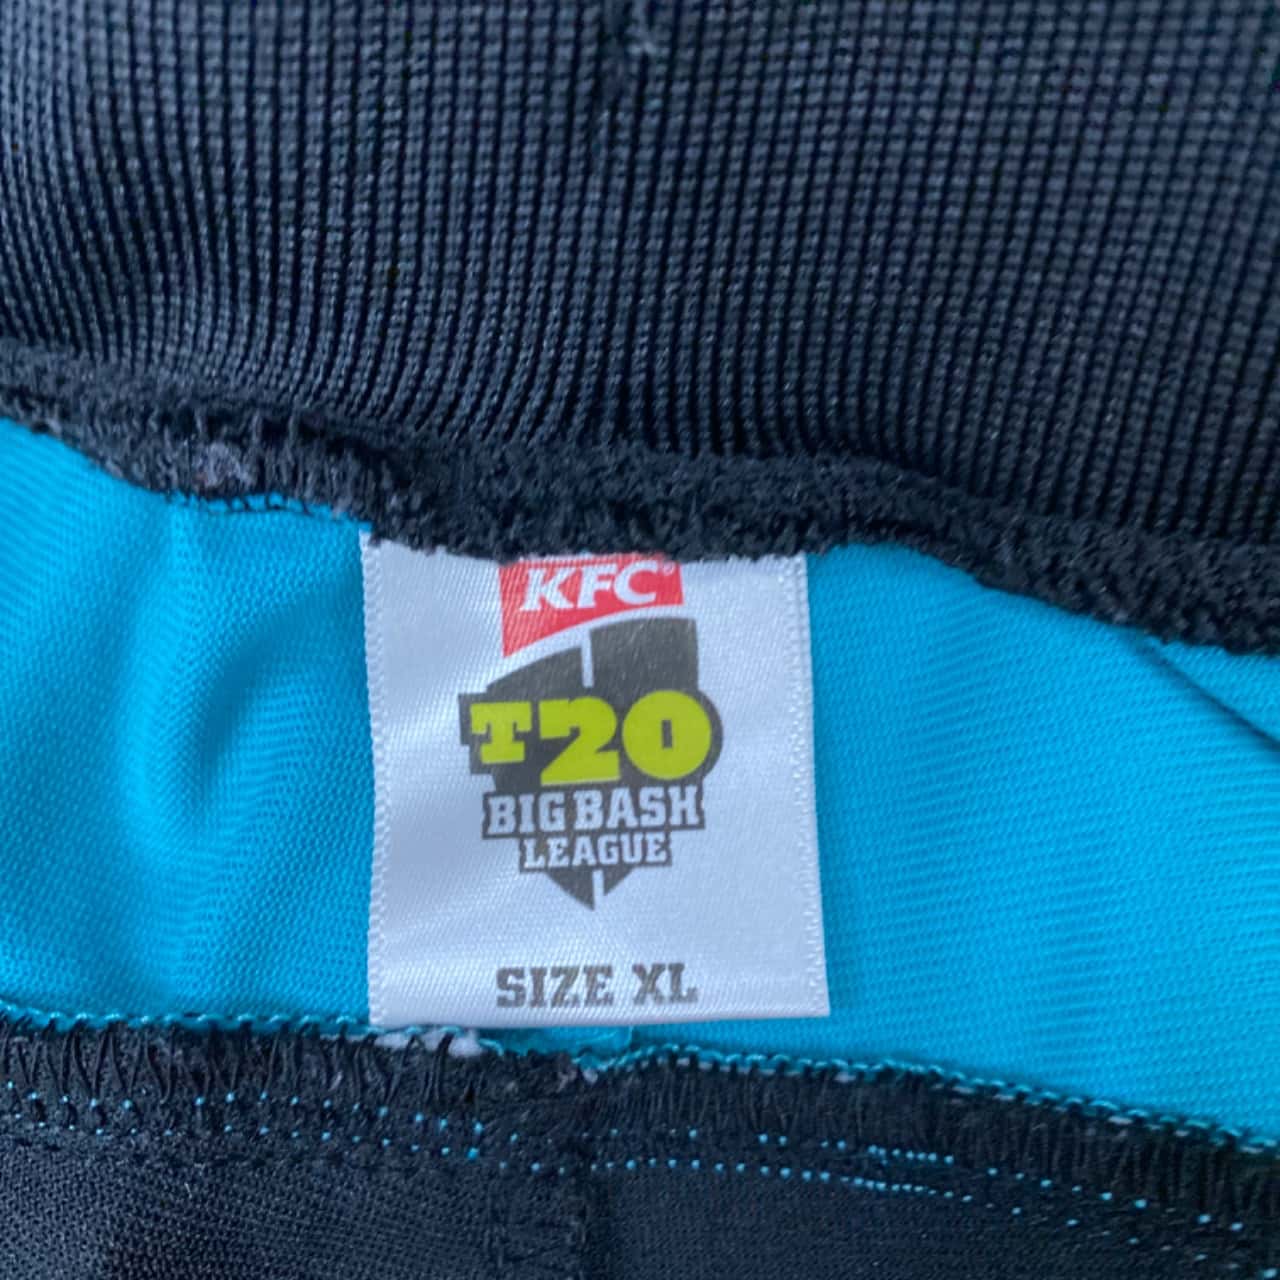 KFC®
T20
BIG BASH
LEAGUE
SIZE XL